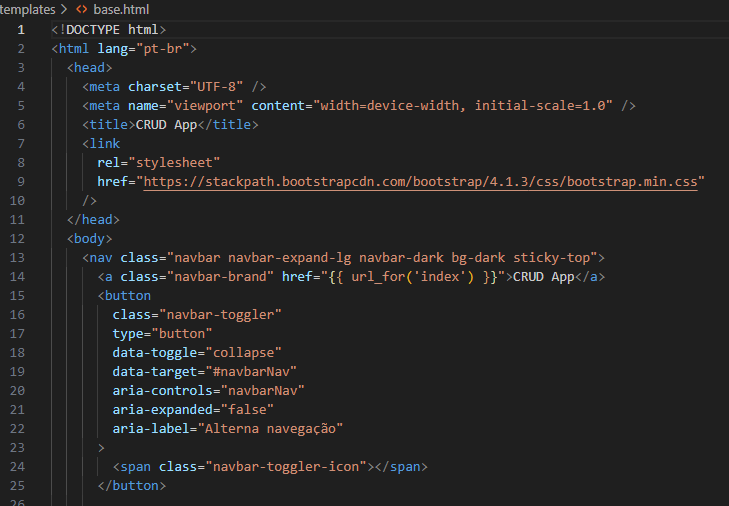 templates > <> base.html
1 <!DOCTYPE html>
2 <html lang="pt-br">
3 <head>
4 <meta charset="UTF-8" />
5 <meta name="viewport" content="width=device-width, initial-scale=1.0" />
6 <title>CRUD App</title>
7 <link
8 rel="stylesheet"
9 href="https://stackpath.bootstrapcdn.com/bootstrap/4.1.3/css/bootstrap.min.css"
10 />
11 </head>
12 <body>
13 <nav class="navbar navbar-expand-lg navbar-dark bg-dark sticky-top">
14 <a class="navbar-brand" href="{{ url_for('index') }}">CRUD App</a>
15 <button
16 class="navbar-toggler"
17 type="button"
18 data-toggle="collapse"
19 data-target="#navbarNav"
20 aria-controls="navbarNav"
21 aria-expanded="false"
22 aria-label="Alterna navegação"
23 >
24 <span class="navbar-toggler-icon"></span>
25 </button>
26